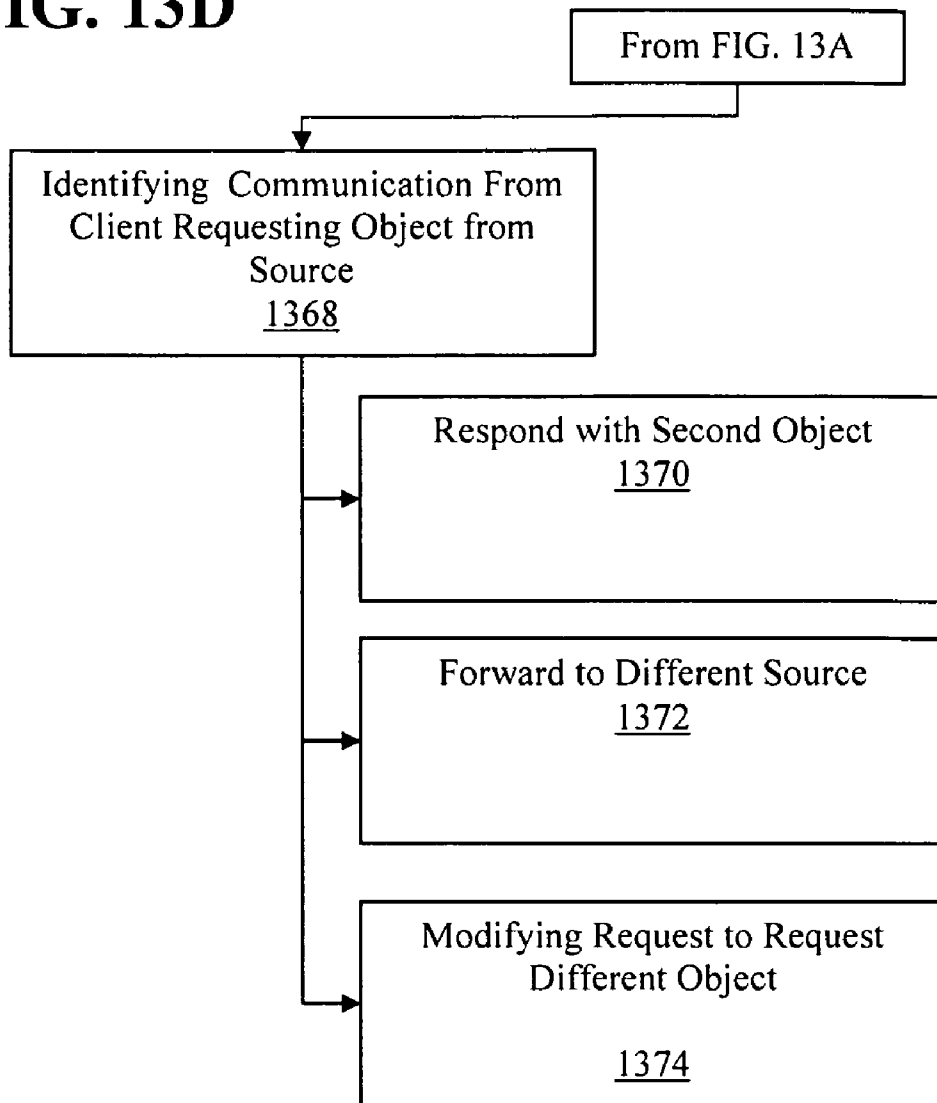 IG. 13D
From FIG. 13A
Identifying Communication From
Client Requesting Object from
Source
1368
Respond with Second Object
1370
Forward to Different Source
1372
Modifying Request to Request
Different Object
1374